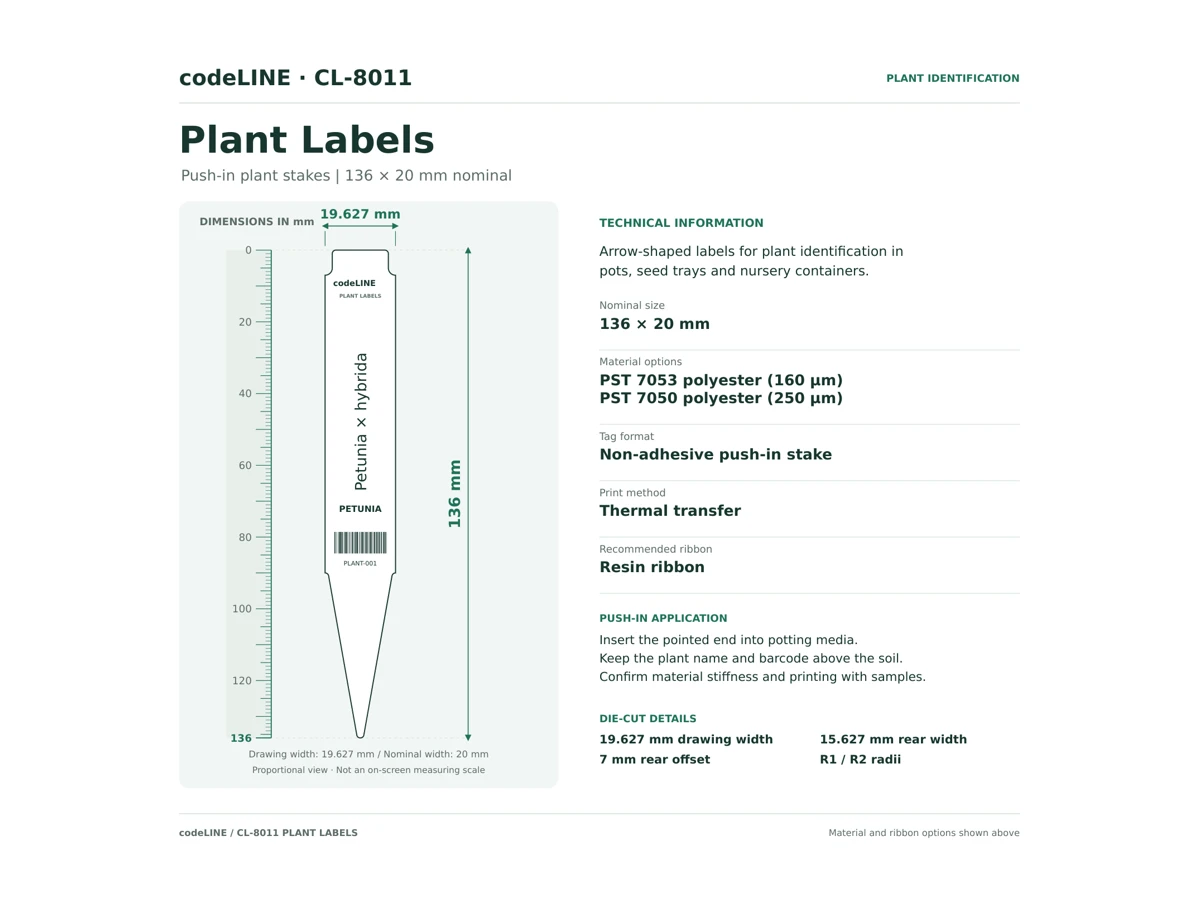 codeLINE · CL-8011
PLANT IDENTIFICATION
Plant Labels
Push-in plant stakes | 136 × 20 mm nominal
DIMENSIONS IN mm
19.627 mm
0
20
40
60
80
100
120
136
codeLINE
PLANT LABELS
Petunia × hybrida
PETUNIA
PLANT-001
136 mm
Drawing width: 19.627 mm / Nominal width: 20 mm
Proportional view · Not an on-screen measuring scale
TECHNICAL INFORMATION
Arrow-shaped labels for plant identification in
pots, seed trays and nursery containers.
Nominal size
136 × 20 mm
Material options
PST 7053 polyester (160 µm)
PST 7050 polyester (250 µm)
Tag format
Non-adhesive push-in stake
Print method
Thermal transfer
Recommended ribbon
Resin ribbon
PUSH-IN APPLICATION
Insert the pointed end into potting media.
Keep the plant name and barcode above the soil.
Confirm material stiffness and printing with samples.
DIE-CUT DETAILS
19.627 mm drawing width
15.627 mm rear width
7 mm rear offset
R1 / R2 radii
codeLINE / CL-8011 PLANT LABELS
Material and ribbon options shown above